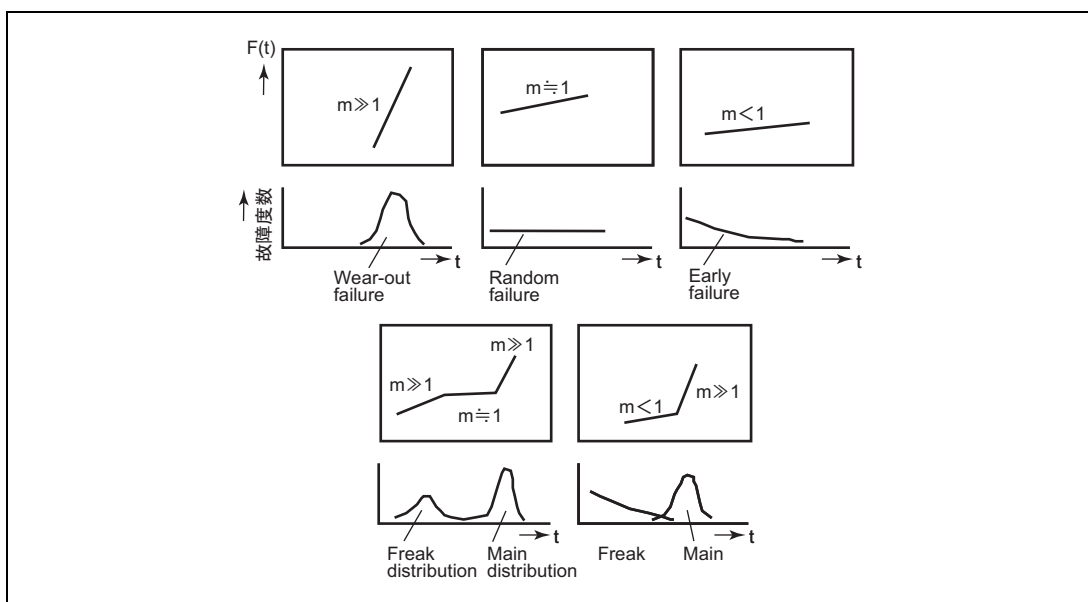 F(t)
m≫1
m≒1
m<1
故障度数
t
t
t
Wear-out
failure
Random
failure
Early
failure
m≫1
m≫1
m≒1
m<1
m≫1
t
t
Freak
distribution
Main
distribution
Freak
Main